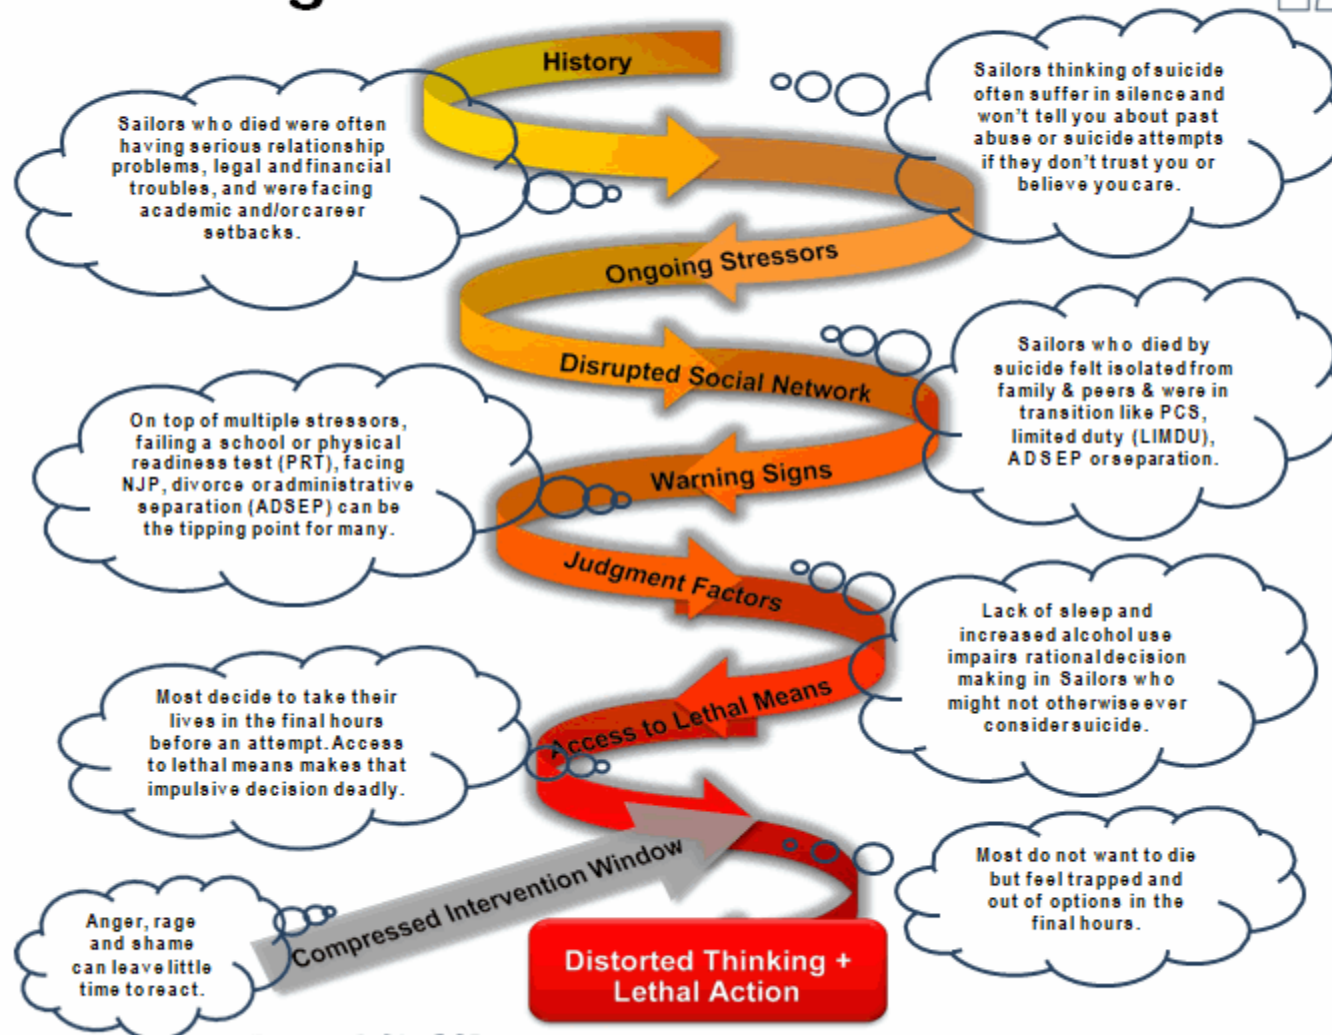 History
Sailors thinking of suicide
often suffer in silence and
won't tell you about past
abuse or suicide attempts
if they don't trust you or
believe you care.
Sailors who died were often
having serious relationship
problems, legal and financial
troubles, and were facing
academic and/or career
setbacks.
Ongoing Stressors
Disrupted Social Network
Sailors who died by
suicide felt isolated from
family & peers & were in
transition like PCS,
limited duty (LIMDU),
ADSEP or separation.
On top of multiple stressors,
failing a school or physical
readiness test (PRT), facing
NJP, divorce or administrative
separation (ADSEP) can be
the tipping point for many.
Warning Signs
Judgment Factors
Lack of sleep and
increased alcohol use
impairs rational decision
making in Sailors who
might not otherwise ever
consider suicide.
Access to Lethal Means
Most decide to take their
lives in the final hours
before an attempt. Access
to lethal means makes that
impulsive decision deadly.
Compressed Intervention Window
Most do not want to die
but feel trapped and
out of options in the
final hours.
Anger, rage
and shame
can leave little
time to react.
Distorted Thinking +
Lethal Action